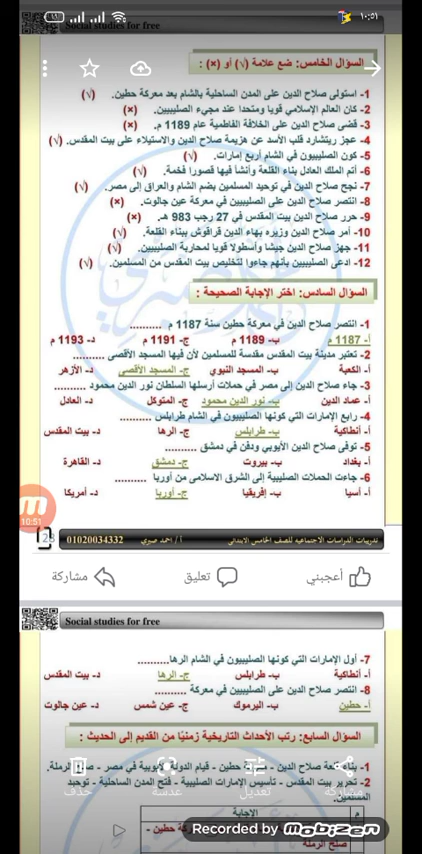 ١٠:٥١
Social studies for free
السؤال الخامس: ضع علامة (√) أو (×) :
1- استولى صلاح الدين على المدن الساحلية بالشام بعد معركة حطين. (√)
2- كان العالم الإسلامي قويا ومتحدا عند مجيء الصليبيين. (×)
3- قضى صلاح الدين على الخلافة الفاطمية عام 1189 م. (×)
4- عجز ريتشارد قلب الأسد عن هزيمة صلاح الدين والاستيلاء على بيت المقدس. (√)
5- كون الصليبيون في الشام أربع إمارات. (√)
6- أتم الملك العادل بناء القلعة وأنشأ فيها قصورا فخمة. (√)
7- نجح صلاح الدين في توحيد المسلمين بضم الشام والعراق إلى مصر. (√)
8- انتصر صلاح الدين على الصليبيين في معركة عين جالوت. (×)
9- حرر صلاح الدين بيت المقدس في 27 رجب 983 هـ. (×)
10- أمر صلاح الدين وزيره بهاء الدين قراقوش ببناء القلعة. (√)
11- جهز صلاح الدين جيشا وأسطولا قويا لمحاربة الصليبيين. (√)
12- ادعى الصليبيين بأنهم جاءوا لتخليص بيت المقدس من المسلمين. (√)
السؤال السادس: اختر الإجابة الصحيحة :
1- انتصر صلاح الدين في معركة حطين سنة 1187 م ..........
أ- 1187 م ب- 1189 م ج- 1191 م د- 1193 م
2- تعتبر مدينة بيت المقدس مقدسة للمسلمين لأن فيها المسجد الأقصى ..........
أ- الكعبة ب- المسجد النبوي ج- المسجد الأقصى د- الأزهر
3- جاء صلاح الدين إلى مصر في حملات أرسلها السلطان نور الدين محمود ..........
أ- عماد الدين ب- نور الدين محمود ج- المتوكل د- العادل
4- رابع الإمارات التي كونها الصليبيون في الشام طرابلس ..........
أ- أنطاكية ب- طرابلس ج- الرها د- بيت المقدس
5- توفى صلاح الدين الأيوبي ودفن في دمشق ..........
أ- بغداد ب- بيروت ج- دمشق د- القاهرة
6- جاءت الحملات الصليبية إلى الشرق الاسلامى من أوربا ..........
أ- أسيا ب- إفريقيا ج- أوربا د- أمريكا
10:51
تدريبات الدراسات الاجتماعيه للصف الخامس الابتدائى أ / احمد صبري 01020034332
أعجبني تعليق مشاركة
Social studies for free
7- أول الإمارات التي كونها الصليبيون في الشام الرها..........
أ- أنطاكية ب- طرابلس ج- الرها د- بيت المقدس
8- انتصر صلاح الدين على الصليبيين في معركة ..........
أ- حطين ب- اليرموك ج- عين شمس د- عين جالوت
السؤال السابع: رتب الأحداث التاريخية زمنيًا من القديم إلى الحديث :
1- بناء قلعة صلاح الدين - معركة حطين - قيام الدولة الأيوبية في مصر - صلح الرملة.
2- تحرير بيت المقدس - تأسيس الإمارات الصليبية - فتح المدن الساحلية - توحيد المسلمين.
مشاركة تعديل عدسة حذف
م الإجابة
معركة حطين -
صلح الرملة
Recorded by mobizen